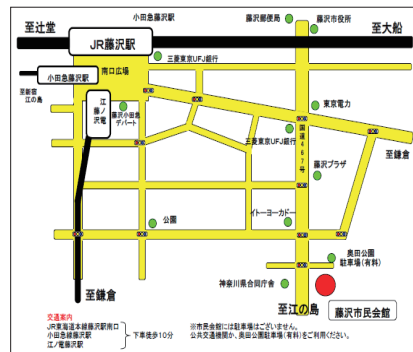 小田急藤沢駅
藤沢郵便局
藤沢市役所
至辻堂
JR藤沢駅
至大船
南口広場
三菱東京UFJ銀行
小田急藤沢駅
至新宿
江の島
江ノ電
藤沢
藤沢小田急
デパート
東京電力
三菱東京UFJ銀行
国道467号
至鎌倉
藤沢プラザ
公園
イトーヨーカドー
奥田公園
駐車場(有料)
神奈川県合同庁舎
至鎌倉
至江の島
藤沢市民会館
交通案内
JR東海道本線藤沢駅南口
小田急線藤沢駅
江ノ電藤沢駅
下車徒歩10分
※市民会館には駐車場はございません。
公共交通機関か、奥田公園駐車場(有料)をご利用ください。